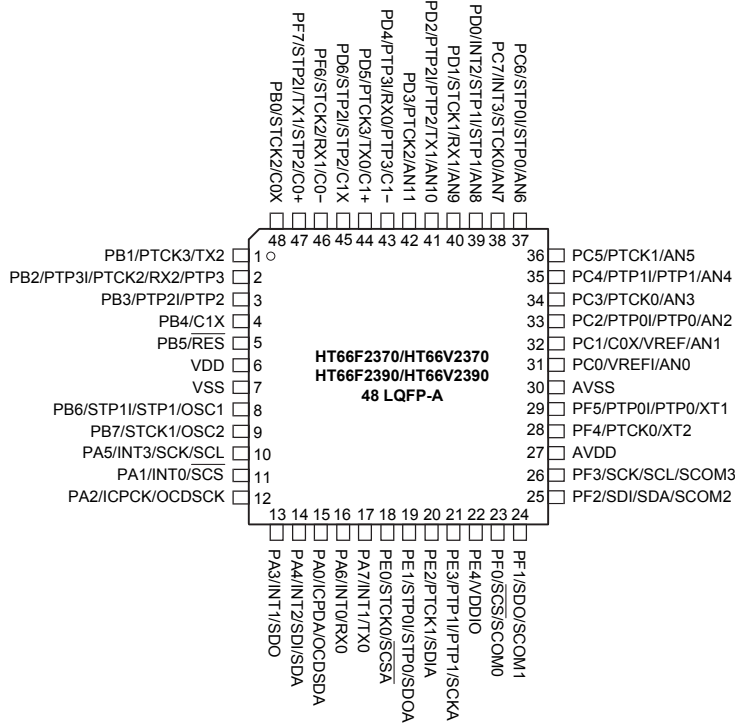 PB0/STCK2/C0X
PF7/STP2I/TX1/STP2/C0+
PF6/STCK2/RX1/C0−
PD6/STP2I/STP2/C1X
PD5/PTCK3/TX0/C1+
PD4/PTP3I/RX0/PTP3/C1−
PD3/PTCK2/AN11
PD2/PTP2I/PTP2/TX1/AN10
PD1/STCK1/RX1/AN9
PD0/INT2/STP1I/STP1/AN8
PC7/INT3/STCK0/AN7
PC6/STP0I/STP0/AN6
48 47 46 45 44 43 42 41 40 39 38 37
PB1/PTCK3/TX2 1
PB2/PTP3I/PTCK2/RX2/PTP3 2
PB3/PTP2I/PTP2 3
PB4/C1X 4
PB5/RES 5
VDD 6
VSS 7
PB6/STP1I/STP1/OSC1 8
PB7/STCK1/OSC2 9
PA5/INT3/SCK/SCL 10
PA1/INT0/SCS 11
PA2/ICPCK/OCDSCK 12
HT66F2370/HT66V2370
HT66F2390/HT66V2390
48 LQFP-A
36 PC5/PTCK1/AN5
35 PC4/PTP1I/PTP1/AN4
34 PC3/PTCK0/AN3
33 PC2/PTP0I/PTP0/AN2
32 PC1/C0X/VREF/AN1
31 PC0/VREFI/AN0
30 AVSS
29 PF5/PTP0I/PTP0/XT1
28 PF4/PTCK0/XT2
27 AVDD
26 PF3/SCK/SCL/SCOM3
25 PF2/SDI/SDA/SCOM2
13 14 15 16 17 18 19 20 21 22 23 24
PA3/INT1/SDO
PA4/INT2/SDI/SDA
PA0/ICPDA/OCDSDA
PA6/INT0/RX0
PA7/INT1/TX0
PE0/STCK0/SCSA
PE1/STP0I/STP0/SDOA
PE2/PTCK1/SDIA
PE3/PTP1I/PTP1/SCKA
PE4/VDDIO
PF0/SCS/SCOM0
PF1/SDO/SCOM1